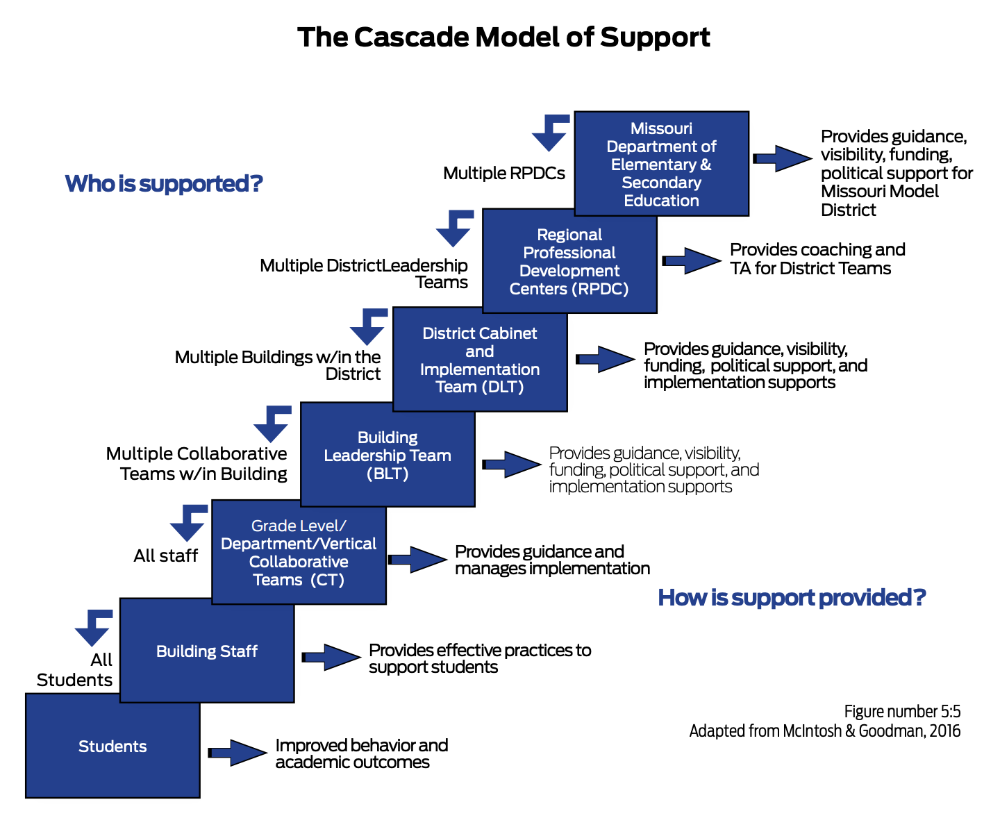 The Cascade Model of Support
Who is supported?
Missouri
Department of
Elementary &
Secondary
Education
Multiple RPDCs
Provides guidance,
visibility, funding,
political support for
Missouri Model
District
Regional
Professional
Development
Centers (RPDC)
Multiple DistrictLeadership
Teams
Provides coaching and
TA for District Teams
District Cabinet
and
Implementation
Team (DLT)
Multiple Buildings w/in the
District
Provides guidance, visibility,
funding,  political support, and
implementation supports
Building
Leadership Team
(BLT)
Multiple Collaborative
Teams w/in Building
Provides guidance, visibility,
funding, political support, and
implementation supports
Grade Level/
Department/Vertical
Collaborative
Teams  (CT)
All staff
Provides guidance and
manages implementation
How is support provided?
Building Staff
All
Students
Provides effective practices to
support students
Students
Improved behavior and
academic outcomes
Figure number 5:5
Adapted from McIntosh & Goodman, 2016